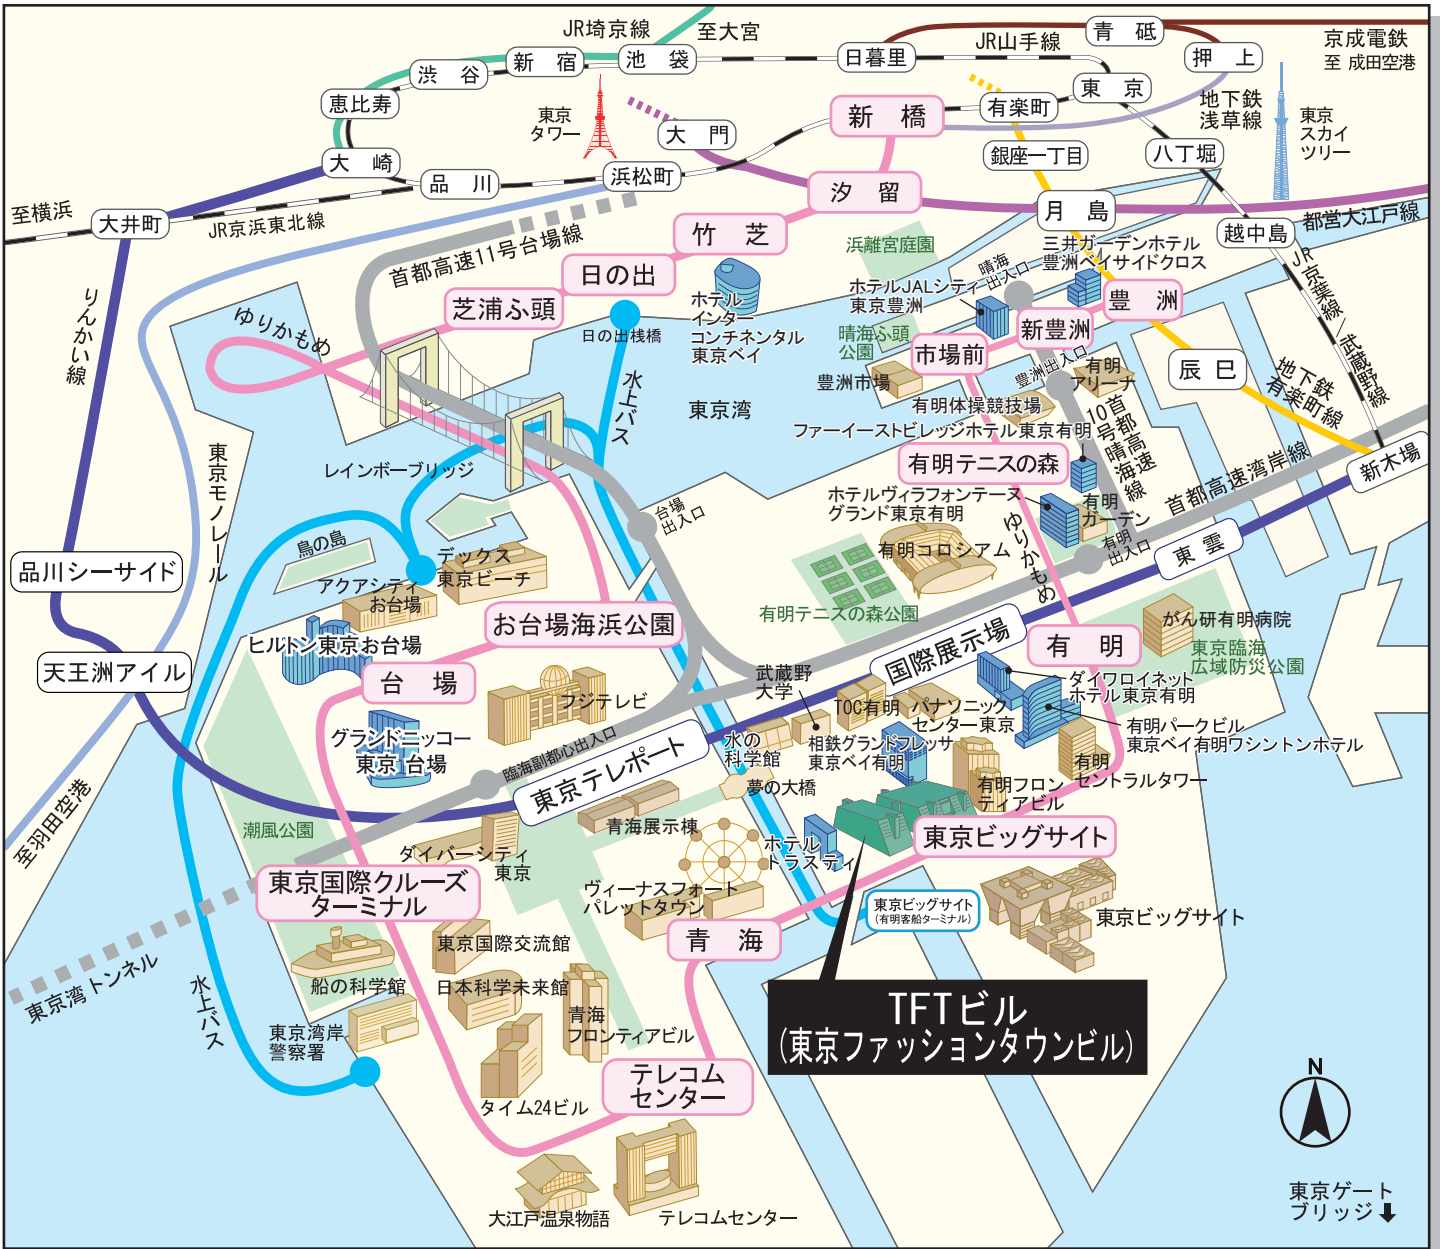 JR埼京線
至大宮
青砥
JR山手線
京成電鉄
至 成田空港
新宿
池袋
日暮里
押上
渋谷
恵比寿
東京
タワー
大門
新橋
有楽町
東京
地下鉄
浅草線
東京
スカイ
ツリー
大崎
品川
浜松町
銀座一丁目
八丁堀
至横浜
大井町
JR京浜東北線
汐留
月島
都営大江戸線
越中島
首都高速11号台場線
竹芝
浜離宮庭園
三井ガーデンホテル
豊洲ベイサイドクロス
JR京葉線/武蔵野線
りんかい線
日の出
ホテル
インター
コンチネンタル
東京ベイ
ホテルJALシティ
東京豊洲
晴海
出入口
豊洲
芝浦ふ頭
ゆりかもめ
日の出桟橋
晴海ふ頭
公園
新豊洲
市場前
豊洲出入口
有明
アリーナ
辰巳
地下鉄
有楽町線
豊洲市場
水上バス
東京湾
有明体操競技場
ファーイーストビレッジホテル東京有明
首都高速
10号晴海線
東京モノレール
レインボーブリッジ
有明テニスの森
首都高速湾岸線
新木場
台場
出入口
ホテルヴィラフォンテーヌ
グランド東京有明
有明
ガーデン
鳥の島
デックス
東京ビーチ
有明コロシアム
ゆりかもめ
有明
出入口
東雲
品川シーサイド
アクアシティ
お台場
お台場海浜公園
有明テニスの森公園
がん研有明病院
ヒルトン東京お台場
国際展示場
有明
東京臨海
広域防災公園
天王洲アイル
台場
フジテレビ
武蔵野
大学
TOC有明
パナソニック
センター東京
ダイワロイネット
ホテル東京有明
グランドニッコー
東京 台場
臨海副都心出入口
東京テレポート
水の
科学館
相鉄グランドフレッサ
東京ベイ有明
有明パークビル
東京ベイ有明ワシントンホテル
有明
セントラルタワー
有明フロン
ティアビル
夢の大橋
至羽田空港
潮風公園
青海展示棟
ダイバーシティ
東京
ホテル
トラスティ
東京ビッグサイト
東京国際クルーズ
ターミナル
ヴィーナスフォート
パレットタウン
東京ビッグサイト
(有明客船ターミナル)
東京ビッグサイト
青海
東京国際交流館
東京湾トンネル
水上バス
船の科学館
日本科学未来館
青海
フロンティアビル
TFTビル
(東京ファッションタウンビル)
東京湾岸
警察署
テレコム
センター
タイム24ビル
N
大江戸温泉物語
テレコムセンター
東京ゲート
ブリッジ